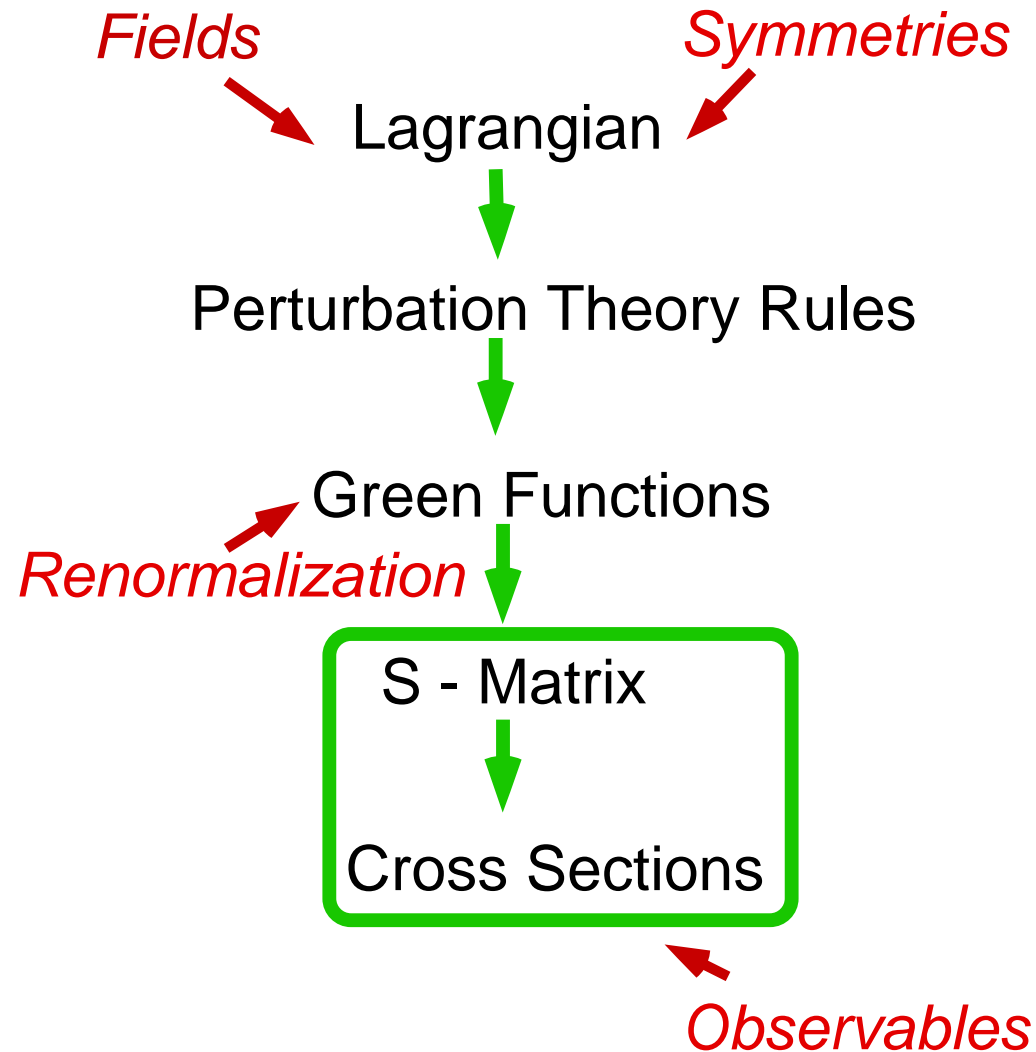 Fields
Symmetries
Lagrangian
Perturbation Theory Rules
Green Functions
Renormalization
S - Matrix
Cross Sections
Observables